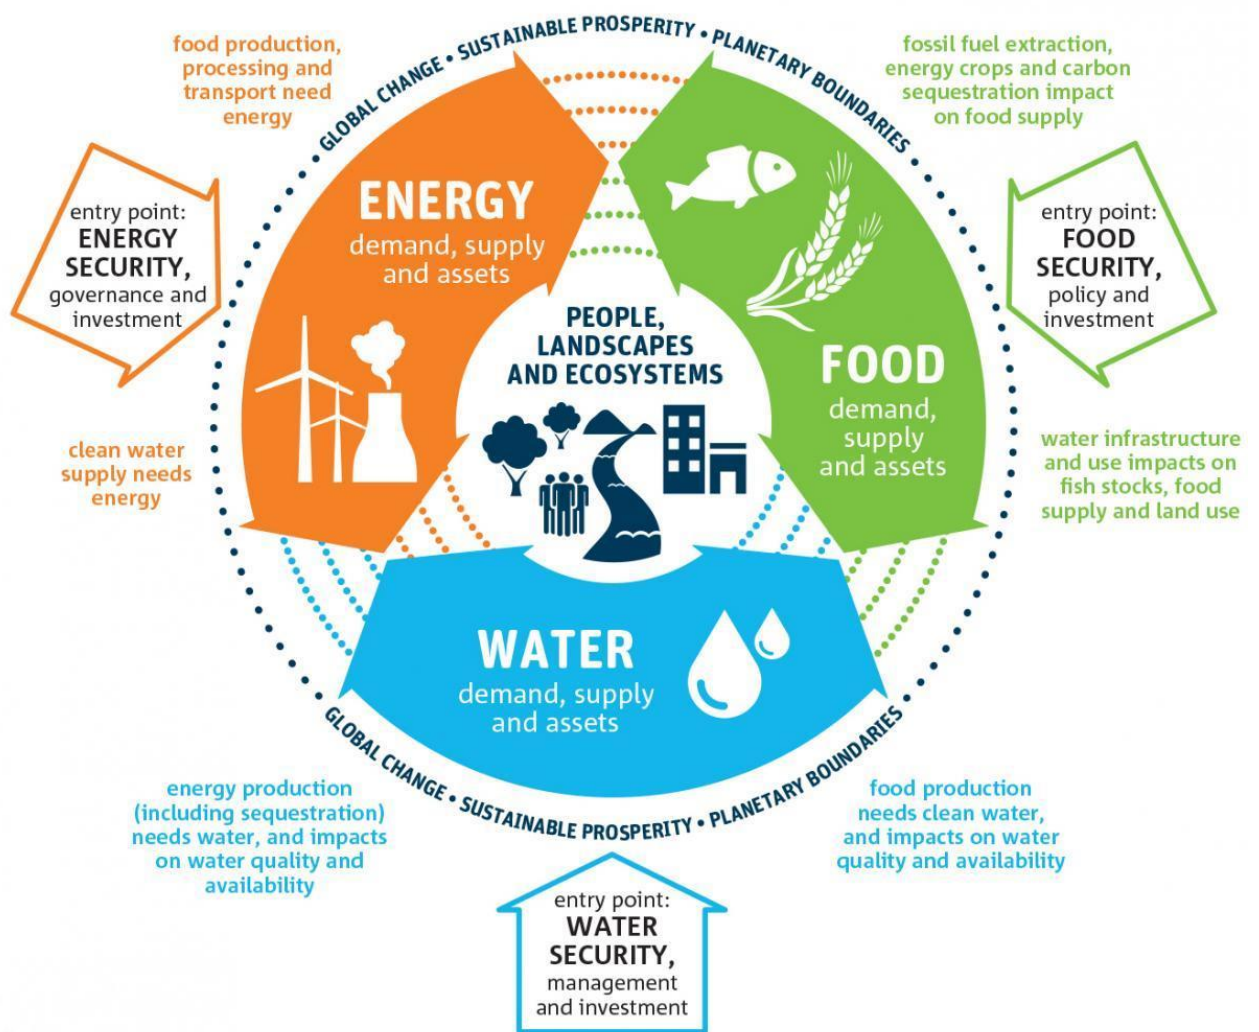 GLOBAL CHANGE • SUSTAINABLE PROSPERITY • PLANETARY BOUNDARIES
food production,
processing and
transport need
energy
fossil fuel extraction,
energy crops and carbon
sequestration impact
on food supply
entry point:
ENERGY
SECURITY,
governance and
investment
ENERGY
demand, supply
and assets
entry point:
FOOD
SECURITY,
policy and
investment
PEOPLE,
LANDSCAPES
AND ECOSYSTEMS
FOOD
demand,
supply
and assets
clean water
supply needs
energy
water infrastructure
and use impacts on
fish stocks, food
supply and land use
WATER
demand, supply
and assets
GLOBAL CHANGE • SUSTAINABLE PROSPERITY • PLANETARY BOUNDARIES
energy production
(including sequestration)
needs water, and impacts
on water quality and
availability
food production
needs clean water,
and impacts on water
quality and availability
entry point:
WATER
SECURITY,
management
and investment